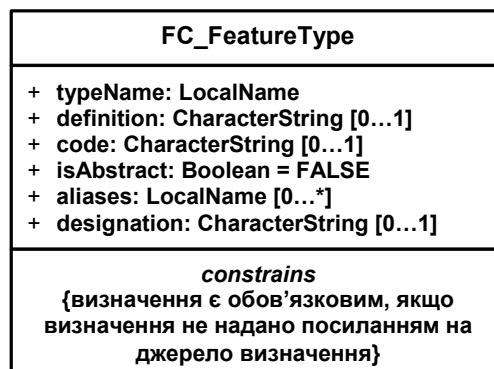 FC_FeatureType
+ typeName: LocalName
+ definition: CharacterString [0…1]
+ code: CharacterString [0…1]
+ isAbstract: Boolean = FALSE
+ aliases: LocalName [0…*]
+ designation: CharacterString [0…1]
constrains
{визначення є обов’язковим, якщо
визначення не надано посиланням на
джерело визначення}